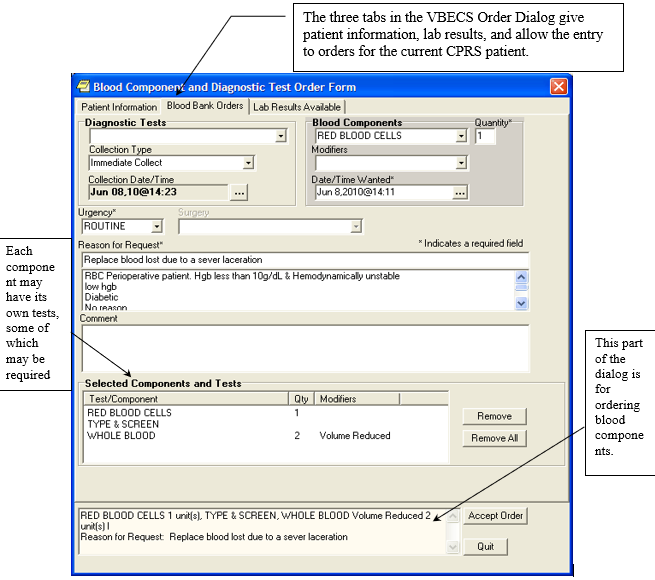 The three tabs in the VBECS Order Dialog give
patient information, lab results, and allow the entry
to orders for the current CPRS patient.
Blood Component and Diagnostic Test Order Form
Patient Information Blood Bank Orders Lab Results Available
Diagnostic Tests
Collection Type
Immediate Collect
Collection Date/Time
Jun 08,10@14:23 ...
Blood Components Quantity*
RED BLOOD CELLS 1
Modifiers
Date/Time Wanted*
Jun 8,2010@14:11 ...
Urgency* Surgery
ROUTINE
Reason for Request* * Indicates a required field
Replace blood lost due to a sever laceration
RBC Perioperative patient. Hgb less than 10g/dL & Hemodynamically unstable
low hgb
Diabetic
No reason
Comment
Each
compone
nt may
have its
own tests,
some of
which
may be
required
Selected Components and Tests
Test/Component Qty Modifiers
RED BLOOD CELLS 1
TYPE & SCREEN
WHOLE BLOOD 2 Volume Reduced
Remove
Remove All
This part
of the
dialog is
for
ordering
blood
compone
nts.
RED BLOOD CELLS 1 unit(s), TYPE & SCREEN, WHOLE BLOOD Volume Reduced 2
unit(s) l
Reason for Request: Replace blood lost due to a sever laceration
Accept Order
Quit